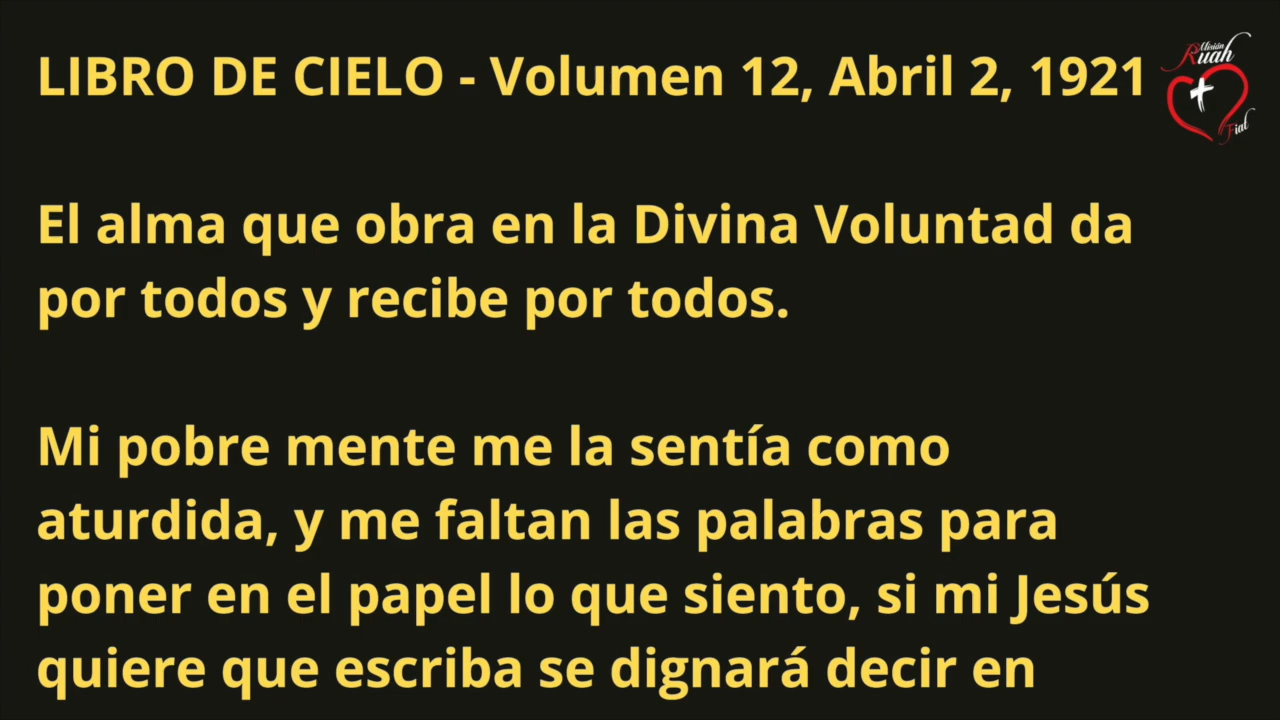 LIBRO DE CIELO - Volumen 12, Abril 2, 1921
Ruah
Fiat
El alma que obra en la Divina Voluntad da
por todos y recibe por todos.
Mi pobre mente me la sentía como
aturdida, y me faltan las palabras para
poner en el papel lo que siento, si mi Jesús
quiere que escriba se dignará decir en